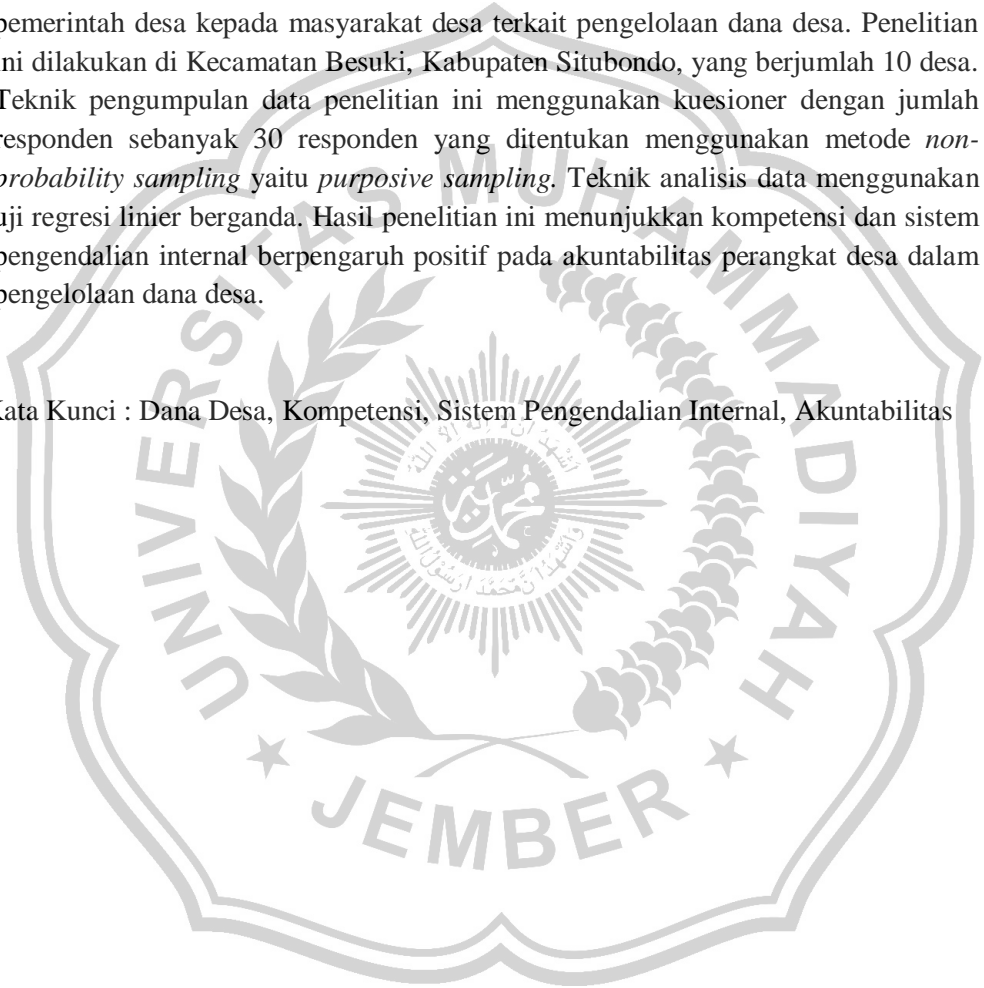 pemerintah desa kepada masyarakat desa terkait pengelolaan dana desa. Penelitian
ini dilakukan di Kecamatan Besuki, Kabupaten Situbondo, yang berjumlah 10 desa.
Teknik pengumpulan data penelitian ini menggunakan kuesioner dengan jumlah
responden sebanyak 30 responden yang ditentukan menggunakan metode non-
probability sampling yaitu purposive sampling. Teknik analisis data menggunakan
uji regresi linier berganda. Hasil penelitian ini menunjukkan kompetensi dan sistem
pengendalian internal berpengaruh positif pada akuntabilitas perangkat desa dalam
pengelolaan dana desa.
Kata Kunci : Dana Desa, Kompetensi, Sistem Pengendalian Internal, Akuntabilitas
UNIVERSITAS MUHAMMADIYAH
JEMBER